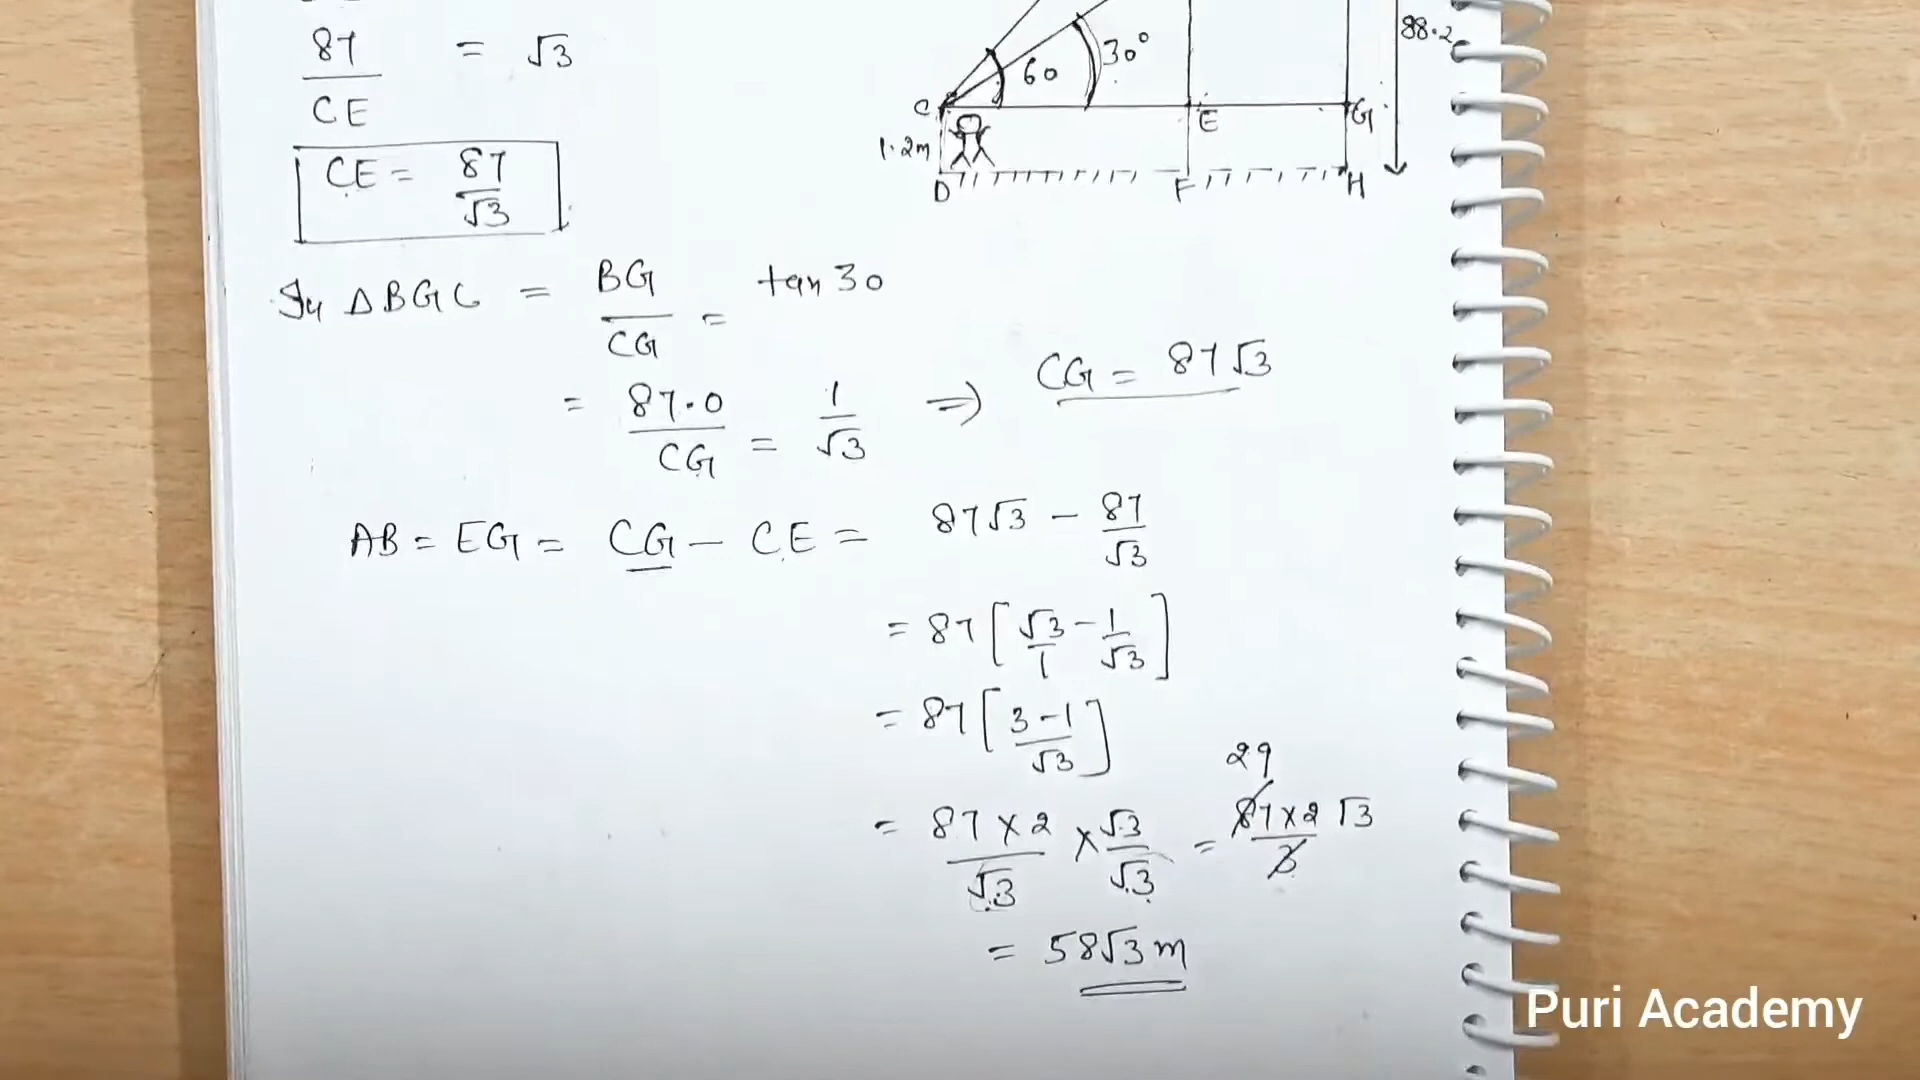 87 / CE = √3
CE = 87 / √3
88.2
60
30°
C
E
G
1.2m
D
F
H
In △BGC = BG / CG = tan 30
= 87.0 / CG = 1 / √3 ⇒ CG = 87√3
AB = EG = CG − CE = 87√3 − 87 / √3
= 87 [ √3 / 1 − 1 / √3 ]
= 87 [ 3 − 1 / √3 ]
29
= 87 × 2 / √3 × √3 / √3 = 87 × 2 √3 / 3
= 58√3 m
Puri Academy